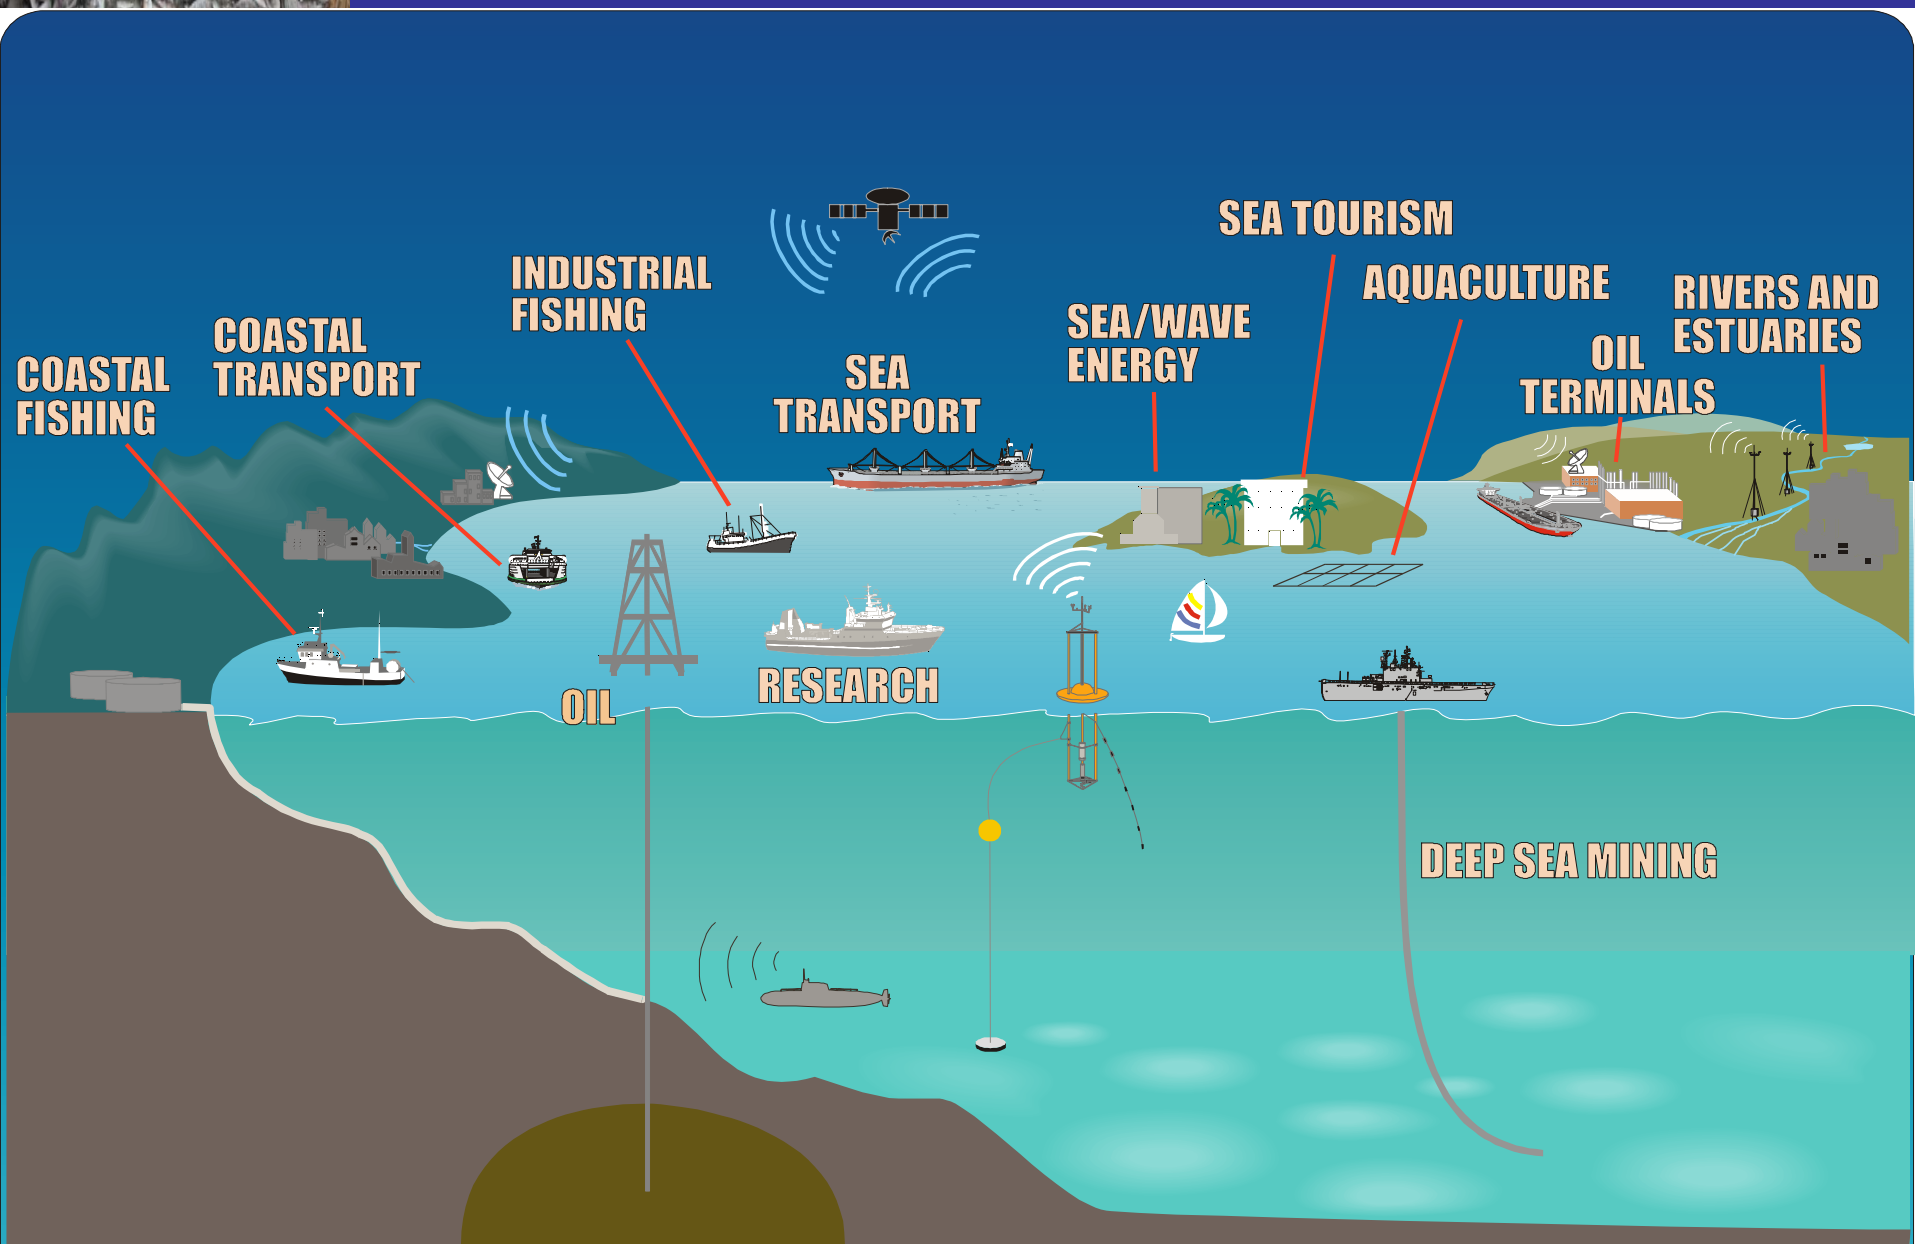 SEA TOURISM
INDUSTRIAL
FISHING
AQUACULTURE
RIVERS AND
ESTUARIES
SEA/WAVE
ENERGY
COASTAL
TRANSPORT
OIL
TERMINALS
COASTAL
FISHING
SEA
TRANSPORT
RESEARCH
OIL
DEEP SEA MINING